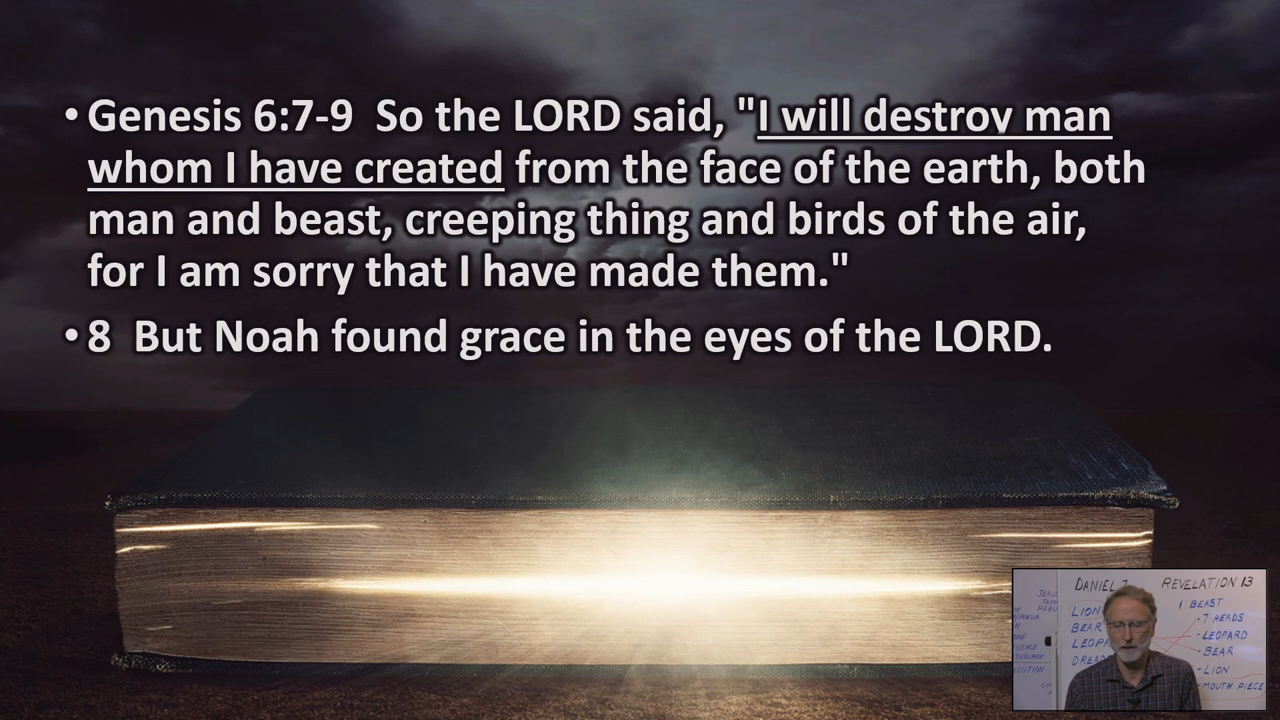 • Genesis 6:7-9  So the LORD said, "I will destroy man
whom I have created from the face of the earth, both
man and beast, creeping thing and birds of the air,
for I am sorry that I have made them."
• 8  But Noah found grace in the eyes of the LORD.
DANIEL 7
LION
BEAR
REVELATION 13
1 BEAST
-7 HEADS
-LEOPARD
-BEAR
-LION
-MOUTH PIECE